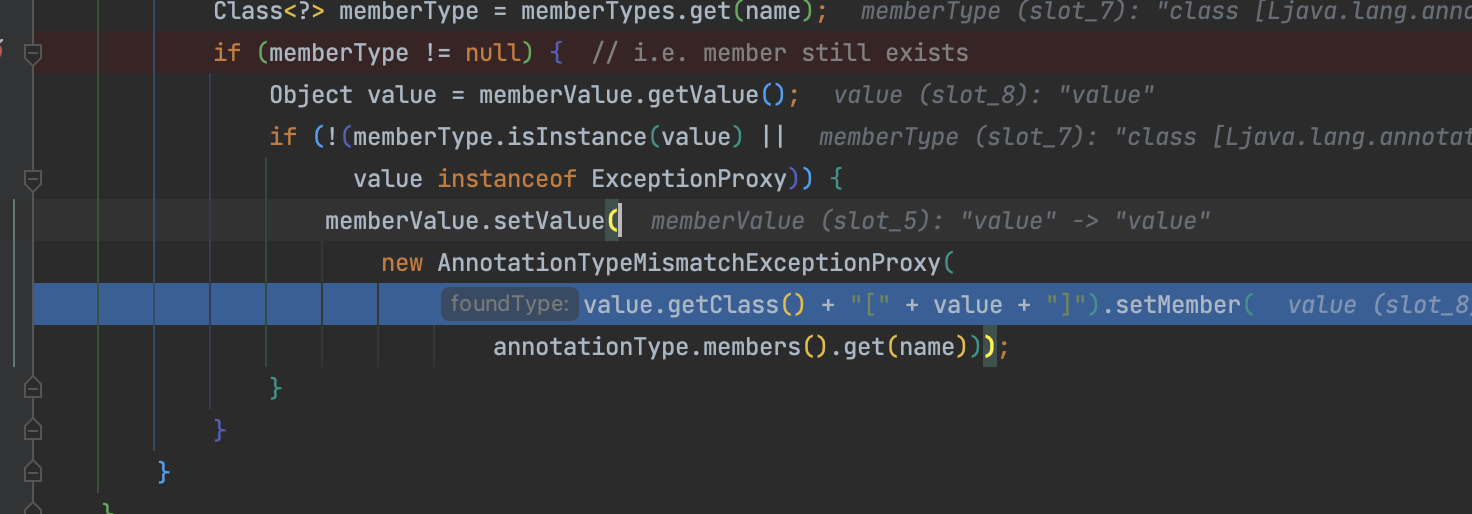 Class<?> memberType = memberTypes.get(name);  memberType (slot_7): "class [Ljava.lang.anno
if (memberType != null) {  // i.e. member still exists
Object value = memberValue.getValue();  value (slot_8): "value"
if (!(memberType.isInstance(value) ||  memberType (slot_7): "class [Ljava.lang.annotat
value instanceof ExceptionProxy)) {
memberValue.setValue(  memberValue (slot_5): "value" -> "value"
new AnnotationTypeMismatchExceptionProxy(
foundType: value.getClass() + "[" + value + "]").setMember(  value (slot_8
annotationType.members().get(name)));
}
}
}
}